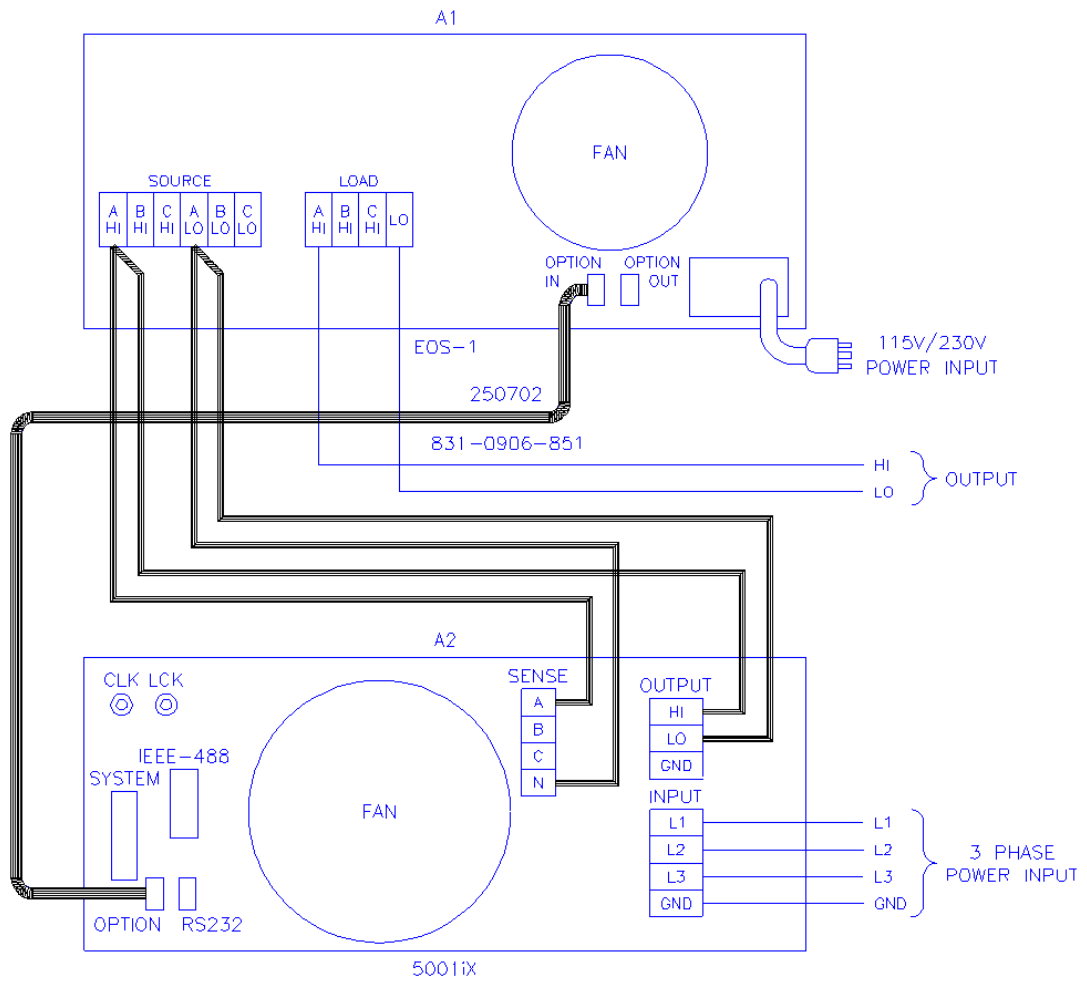 A1
FAN
SOURCE
LOAD
A HI
B HI
C HI
A LO
B LO
C LO
A HI
B HI
C HI
LO
OPTION IN
OPTION OUT
115V/230V
POWER INPUT
EOS-1
250702
831-0906-851
HI
LO
OUTPUT
A2
CLK LCK
SENSE
OUTPUT
A
B
C
N
HI
LO
GND
IEEE-488
SYSTEM
FAN
INPUT
L1
L2
L3
GND
L1
L2
L3
GND
3 PHASE
POWER INPUT
OPTION
RS232
5001iX